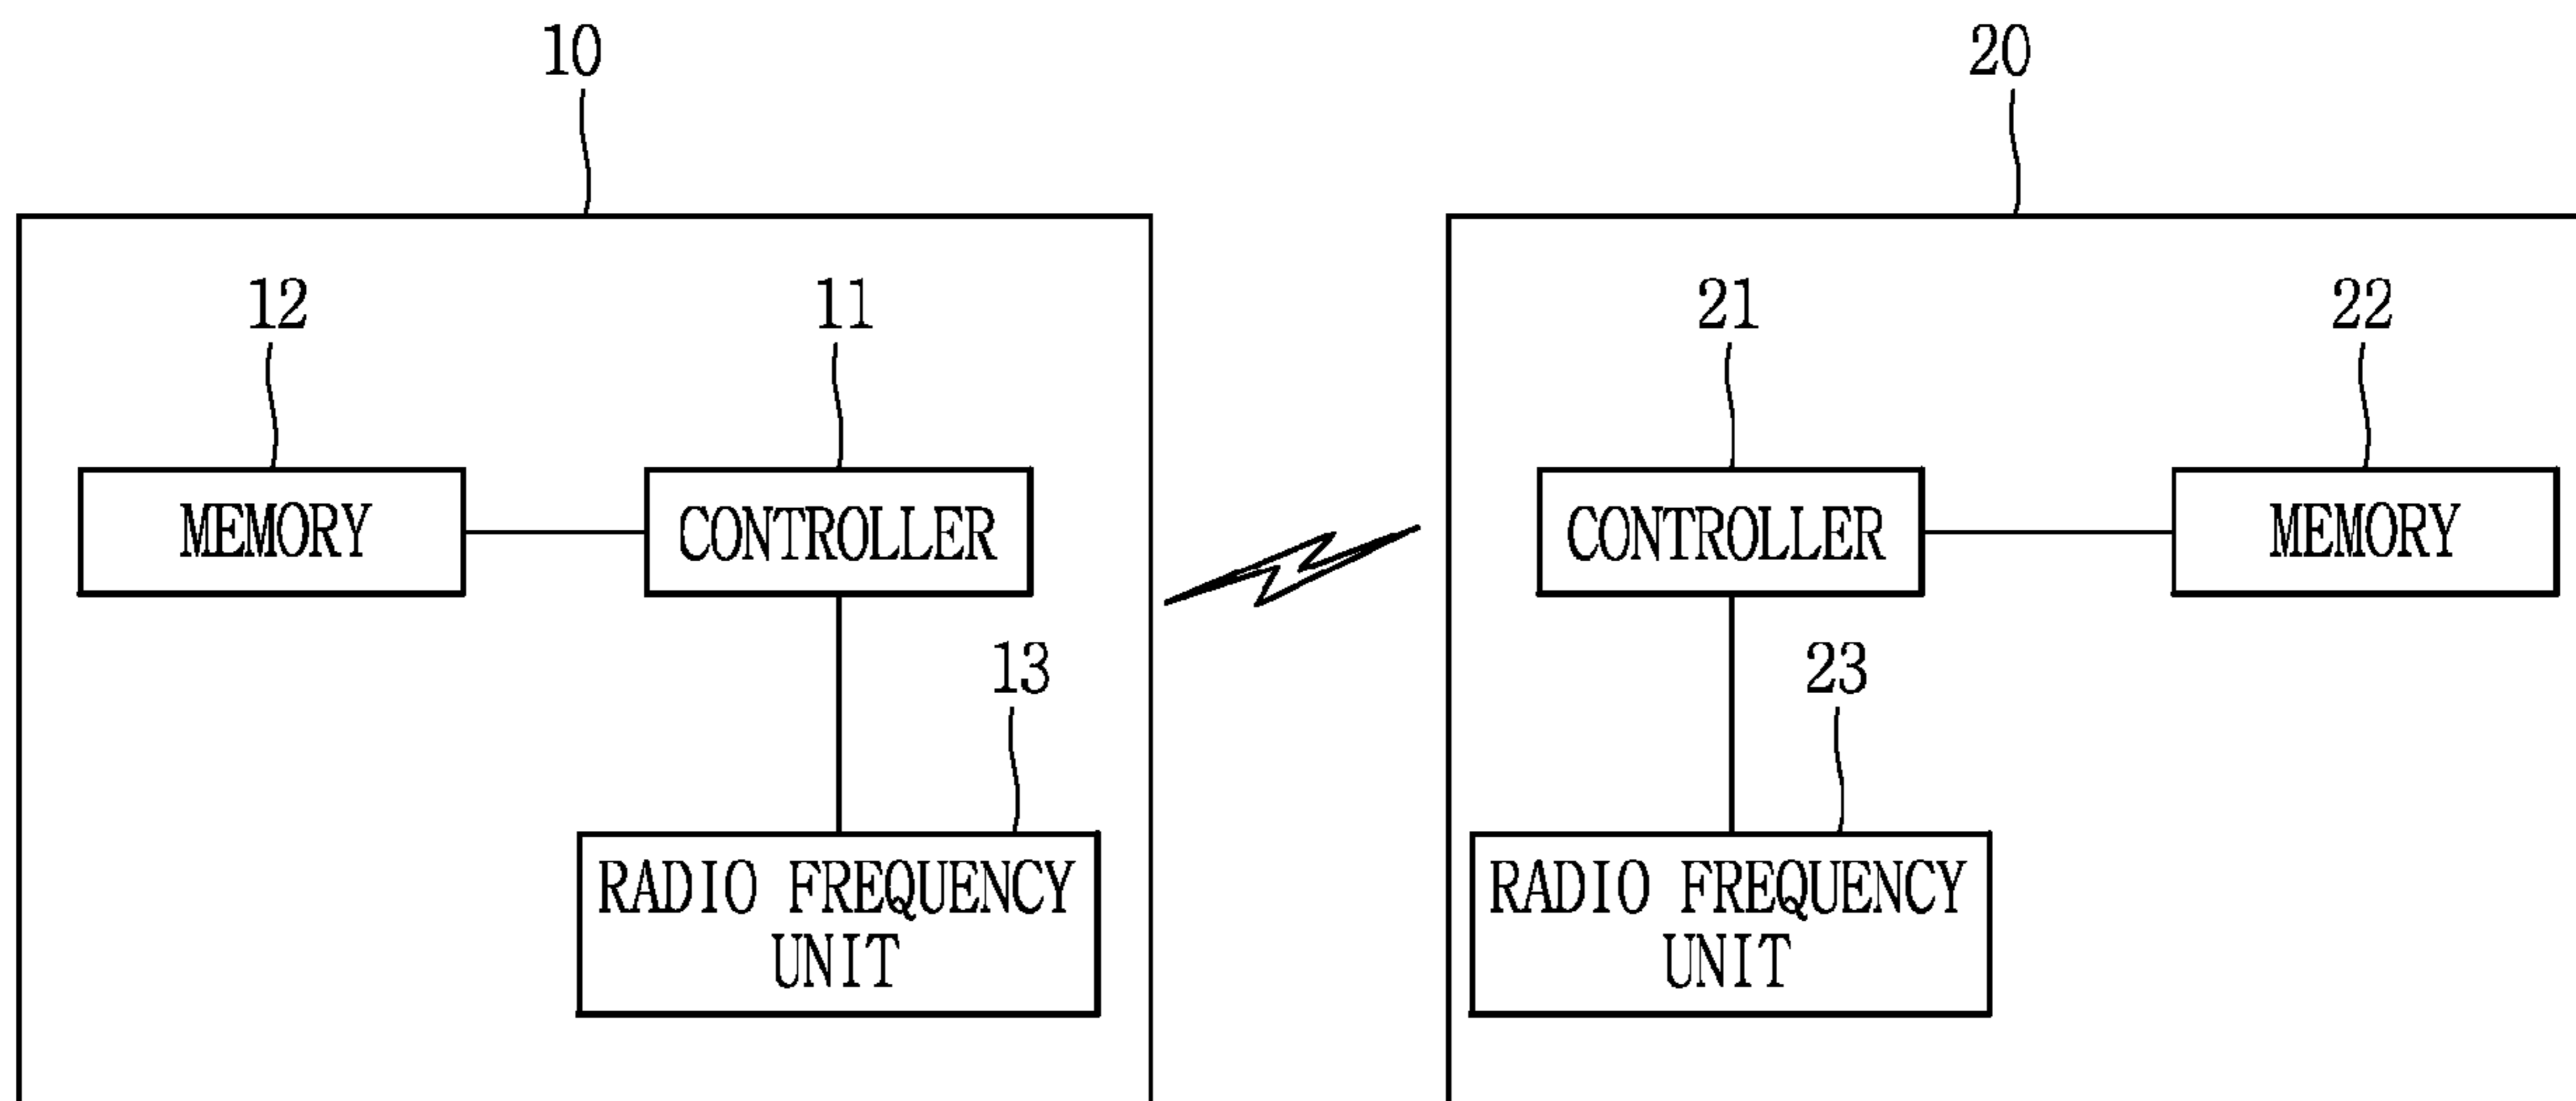 10
20
12
11
21
22
MEMORY
CONTROLLER
CONTROLLER
MEMORY
13
23
RADIO FREQUENCY
UNIT
RADIO FREQUENCY
UNIT